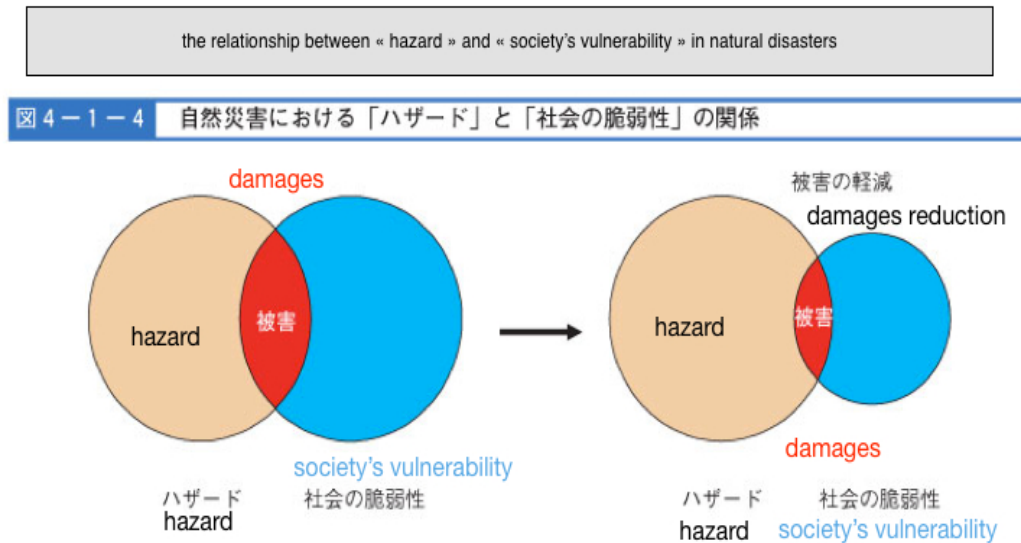 the relationship between « hazard » and « society's vulnerability » in natural disasters
図4－1－4 自然災害における「ハザード」と「社会の脆弱性」の関係
damages
hazard
被害
society's vulnerability
ハザード
hazard
社会の脆弱性
被害の軽減
damages reduction
hazard
被害
damages
ハザード
hazard
社会の脆弱性
society's vulnerability